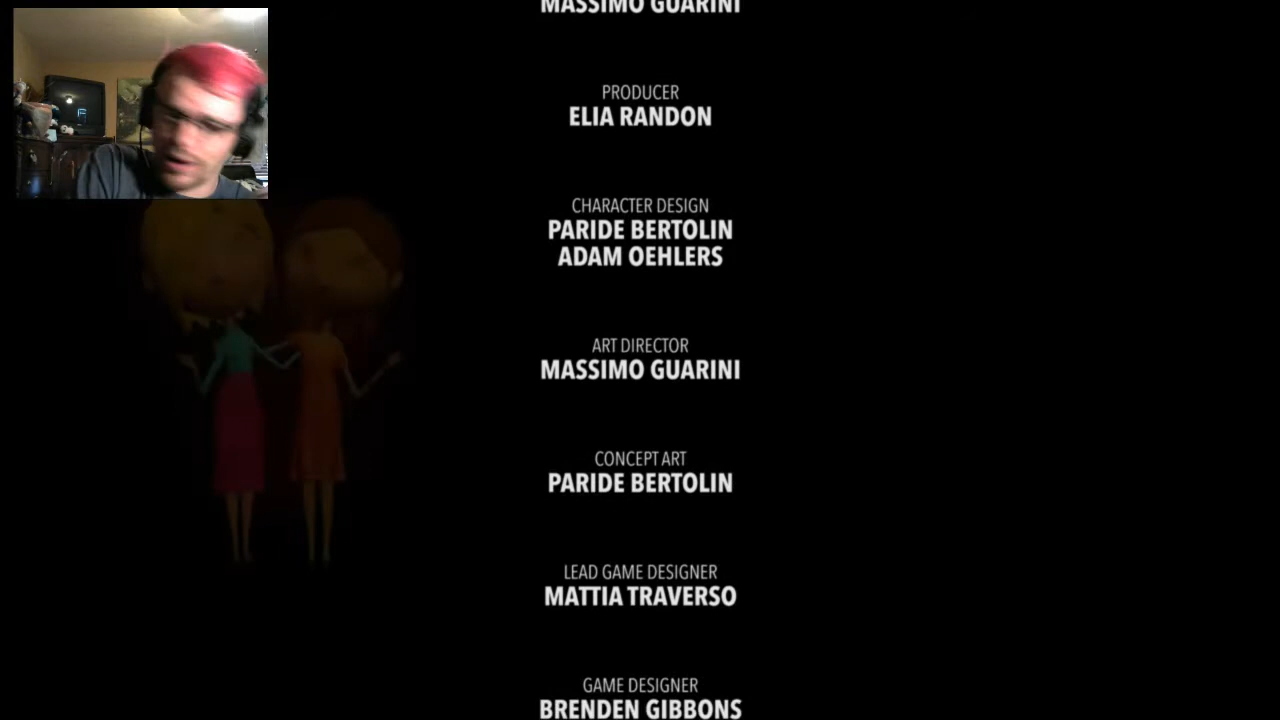 MASSIMO GUARINI
PRODUCER
ELIA RANDON
CHARACTER DESIGN
PARIDE BERTOLIN
ADAM OEHLERS
ART DIRECTOR
MASSIMO GUARINI
CONCEPT ART
PARIDE BERTOLIN
LEAD GAME DESIGNER
MATTIA TRAVERSO
GAME DESIGNER
BRENDEN GIBBONS